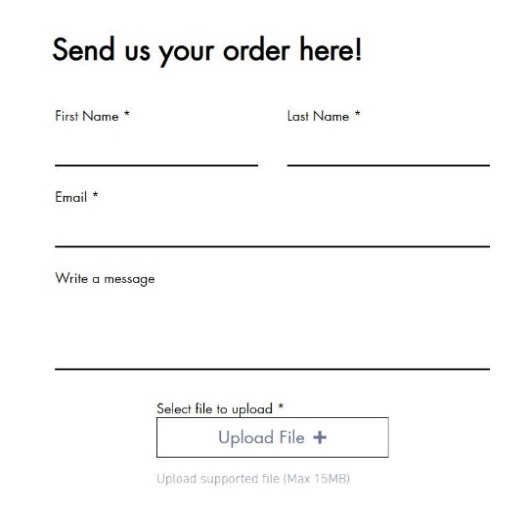 Send us your order here!
First Name * Last Name *
Email *
Write a message
Select file to upload *
Upload File +
Upload supported file (Max 15MB)